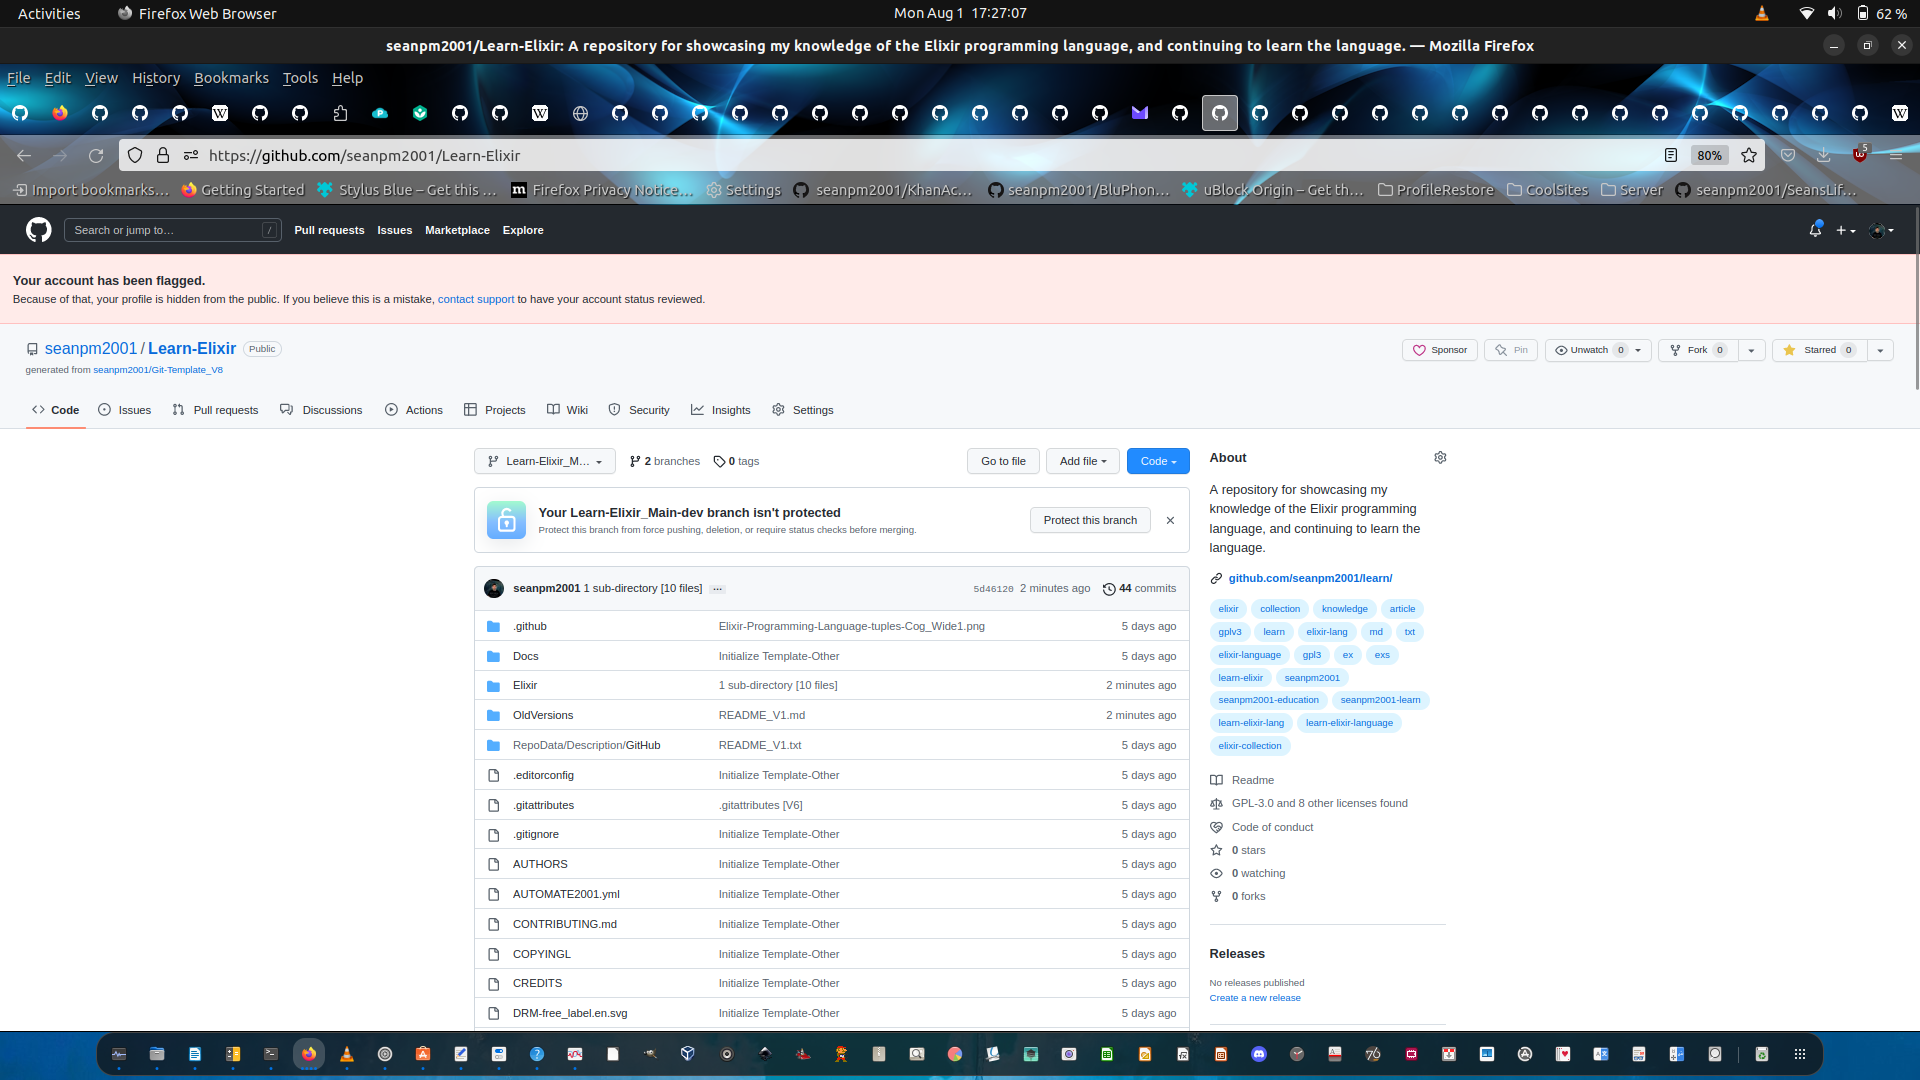 Activities
Firefox Web Browser
Mon Aug 1 17:27:07
62 %
seanpm2001/Learn-Elixir: A repository for showcasing my knowledge of the Elixir programming language, and continuing to learn the language. — Mozilla Firefox
File Edit View History Bookmarks Tools Help
https://github.com/seanpm2001/Learn-Elixir
80%
5
Import bookmarks…
Getting Started
Stylus Blue – Get this …
Firefox Privacy Notice…
Settings
seanpm2001/KhanAc…
seanpm2001/BluPhon…
uBlock Origin – Get th…
ProfileRestore
CoolSites
Server
seanpm2001/SeansLif…
Search or jump to…
/
Pull requests
Issues
Marketplace
Explore
Your account has been flagged.
Because of that, your profile is hidden from the public. If you believe this is a mistake, contact support to have your account status reviewed.
seanpm2001 / Learn-Elixir
Public
generated from seanpm2001/Git-Template_V8
Sponsor
Pin
Unwatch 0
Fork 0
Starred 0
Code
Issues
Pull requests
Discussions
Actions
Projects
Wiki
Security
Insights
Settings
Learn-Elixir_M…
2 branches
0 tags
Go to file
Add file
Code
Your Learn-Elixir_Main-dev branch isn't protected
Protect this branch from force pushing, deletion, or require status checks before merging.
Protect this branch
seanpm2001 1 sub-directory [10 files] …
5d46120 2 minutes ago
44 commits
.github Elixir-Programming-Language-tuples-Cog_Wide1.png 5 days ago
Docs Initialize Template-Other 5 days ago
Elixir 1 sub-directory [10 files] 2 minutes ago
OldVersions README_V1.md 2 minutes ago
RepoData/Description/GitHub README_V1.txt 5 days ago
.editorconfig Initialize Template-Other 5 days ago
.gitattributes .gitattributes [V6] 5 days ago
.gitignore Initialize Template-Other 5 days ago
AUTHORS Initialize Template-Other 5 days ago
AUTOMATE2001.yml Initialize Template-Other 5 days ago
CONTRIBUTING.md Initialize Template-Other 5 days ago
COPYINGL Initialize Template-Other 5 days ago
CREDITS Initialize Template-Other 5 days ago
DRM-free_label.en.svg Initialize Template-Other 5 days ago
About
A repository for showcasing my
knowledge of the Elixir programming
language, and continuing to learn the
language.
github.com/seanpm2001/learn/
elixir collection knowledge article
gplv3 learn elixir-lang md txt
elixir-language gpl3 ex exs
learn-elixir seanpm2001
seanpm2001-education seanpm2001-learn
learn-elixir-lang learn-elixir-language
elixir-collection
Readme
GPL-3.0 and 8 other licenses found
Code of conduct
0 stars
0 watching
0 forks
Releases
No releases published
Create a new release